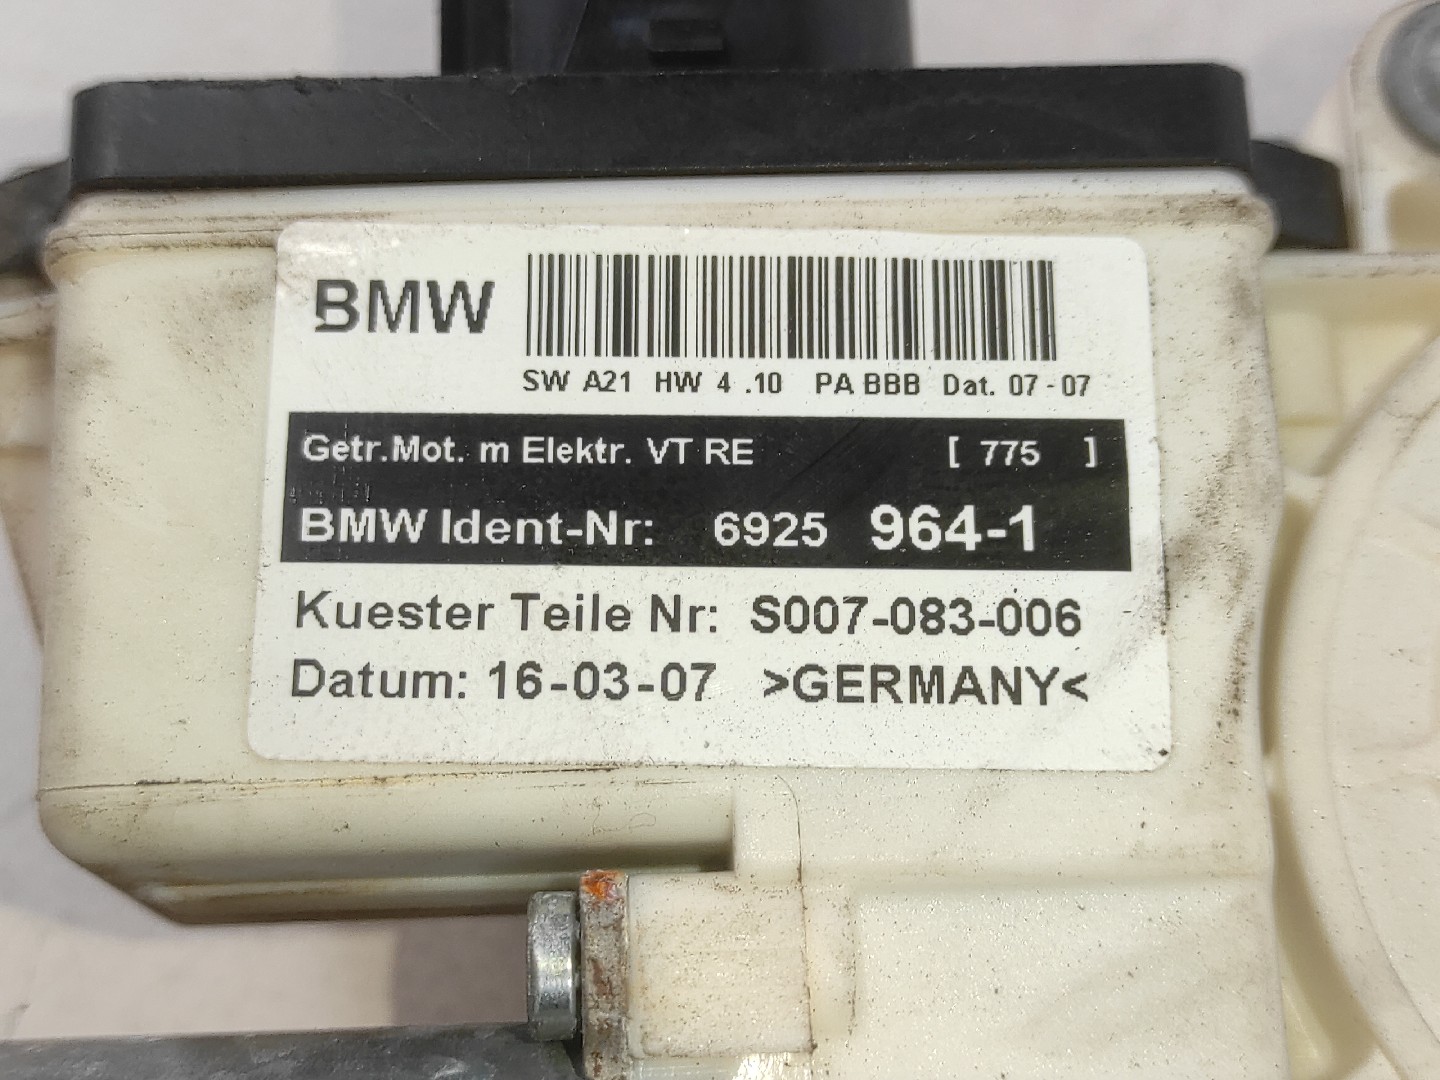 BMW
SW A21 HW 4 .10 PA BBB Dat. 07-07
Getr.Mot. m Elektr. VT RE [ 775 ]
BMW Ident-Nr: 6925 964-1
Kuester Teile Nr: S007-083-006
Datum: 16-03-07 >GERMANY<